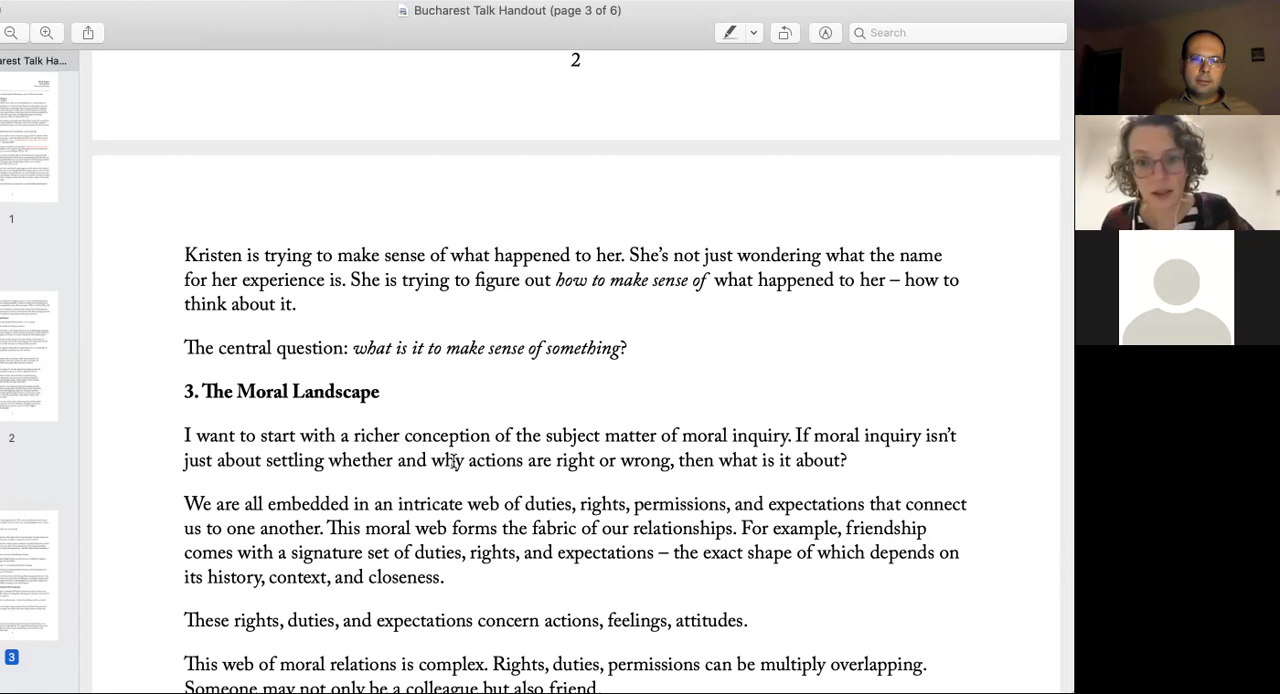 Bucharest Talk Handout (page 3 of 6)
Search
arest Talk Ha...
1
2
3
2
Kristen is trying to make sense of what happened to her. She's not just wondering what the name
for her experience is. She is trying to figure out how to make sense of what happened to her – how to
think about it.
The central question: what is it to make sense of something?
3. The Moral Landscape
I want to start with a richer conception of the subject matter of moral inquiry. If moral inquiry isn't
just about settling whether and why actions are right or wrong, then what is it about?
We are all embedded in an intricate web of duties, rights, permissions, and expectations that connect
us to one another. This moral web forms the fabric of our relationships. For example, friendship
comes with a signature set of duties, rights, and expectations – the exact shape of which depends on
its history, context, and closeness.
These rights, duties, and expectations concern actions, feelings, attitudes.
This web of moral relations is complex. Rights, duties, permissions can be multiply overlapping.
Someone may not only be a colleague but also friend.